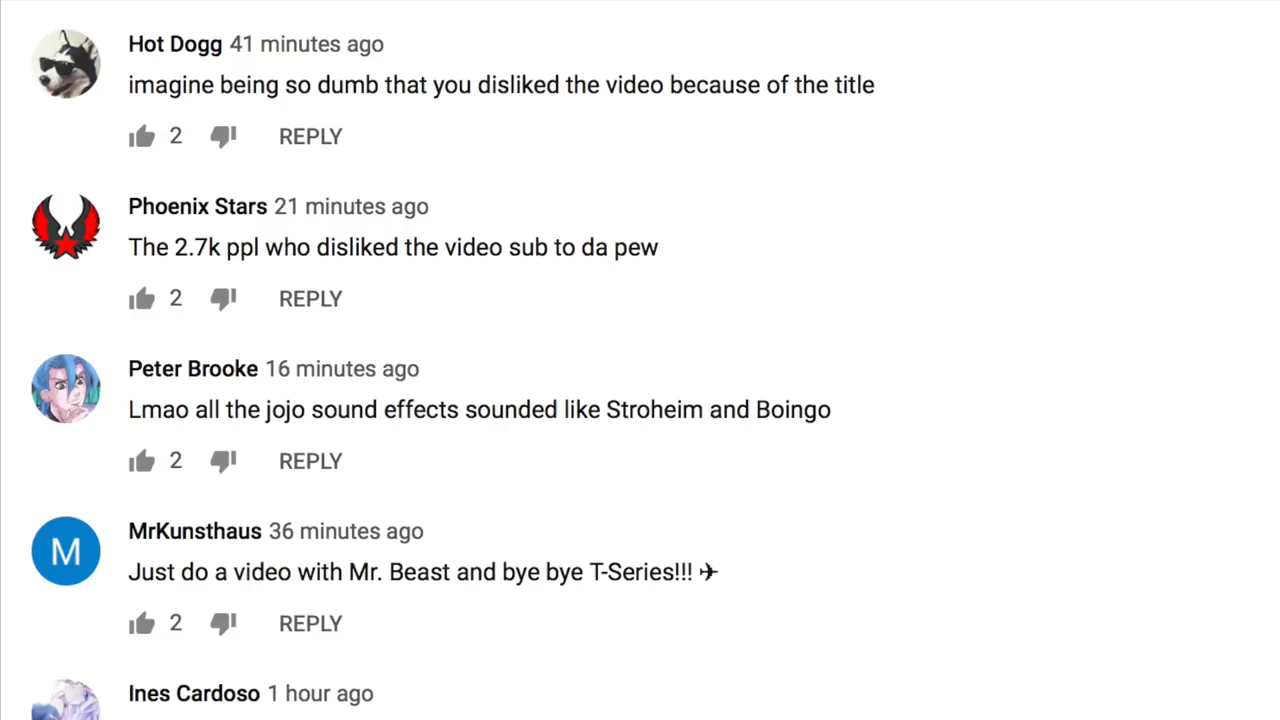 Hot Dogg 41 minutes ago
imagine being so dumb that you disliked the video because of the title
2 REPLY
Phoenix Stars 21 minutes ago
The 2.7k ppl who disliked the video sub to da pew
2 REPLY
Peter Brooke 16 minutes ago
Lmao all the jojo sound effects sounded like Stroheim and Boingo
2 REPLY
M
MrKunsthaus 36 minutes ago
Just do a video with Mr. Beast and bye bye T-Series!!! ✈
2 REPLY
Ines Cardoso 1 hour ago